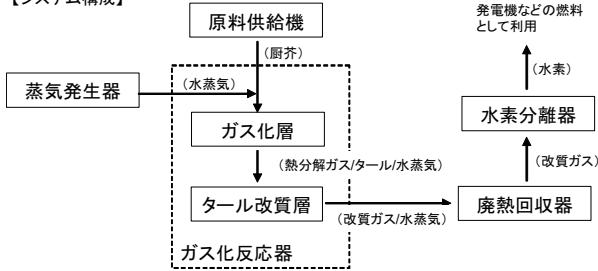 【システム構成】
原料供給機
発電機などの燃料
として利用
（厨芥）
（水素）
蒸気発生器
（水蒸気）
水素分離器
ガス化層
（熱分解ガス/タール/水蒸気）
（改質ガス）
タール改質層
廃熱回収器
（改質ガス/水蒸気）
ガス化反応器